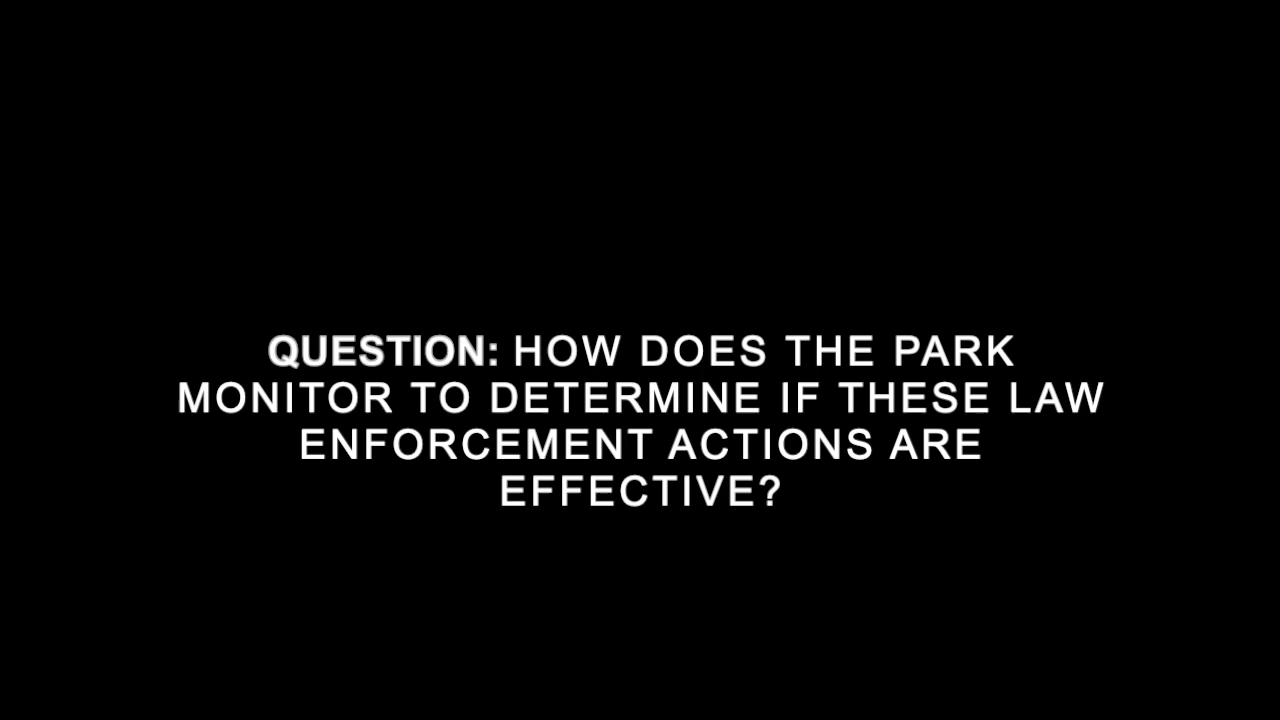 QUESTION: HOW DOES THE PARK
MONITOR TO DETERMINE IF THESE LAW
ENFORCEMENT ACTIONS ARE
EFFECTIVE?